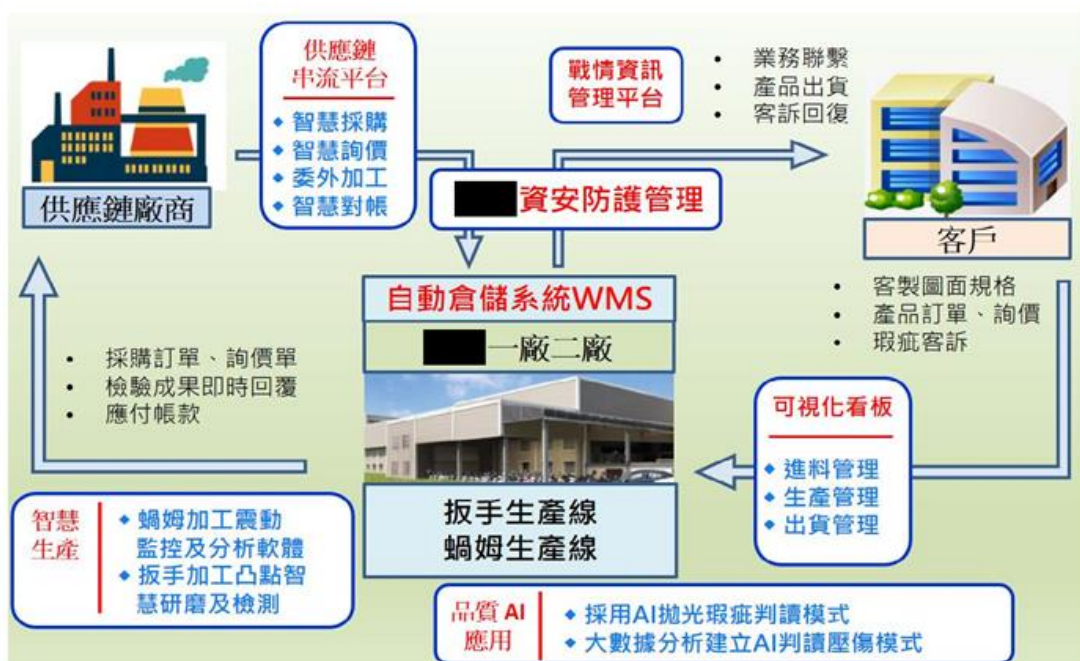 供應鏈
串流平台
◆ 智慧採購
◆ 智慧詢價
◆ 委外加工
◆ 智慧對帳
戰情資訊
管理平台
• 業務聯繫
• 產品出貨
• 客訴回復
供應鏈廠商
資安防護管理
客戶
自動倉儲系統WMS
一廠二廠
• 客製圖面規格
• 產品訂單、詢價
• 瑕疵客訴
• 採購訂單、詢價單
• 檢驗成果即時回覆
• 應付帳款
可視化看板
◆ 進料管理
◆ 生產管理
◆ 出貨管理
扳手生產線
蝸姆生產線
智慧
生產
◆ 蝸姆加工震動
監控及分析軟體
◆ 扳手加工凸點智
慧研磨及檢測
品質 AI
應用
◆ 採用AI拋光瑕疵判讀模式
◆ 大數據分析建立AI判讀壓傷模式